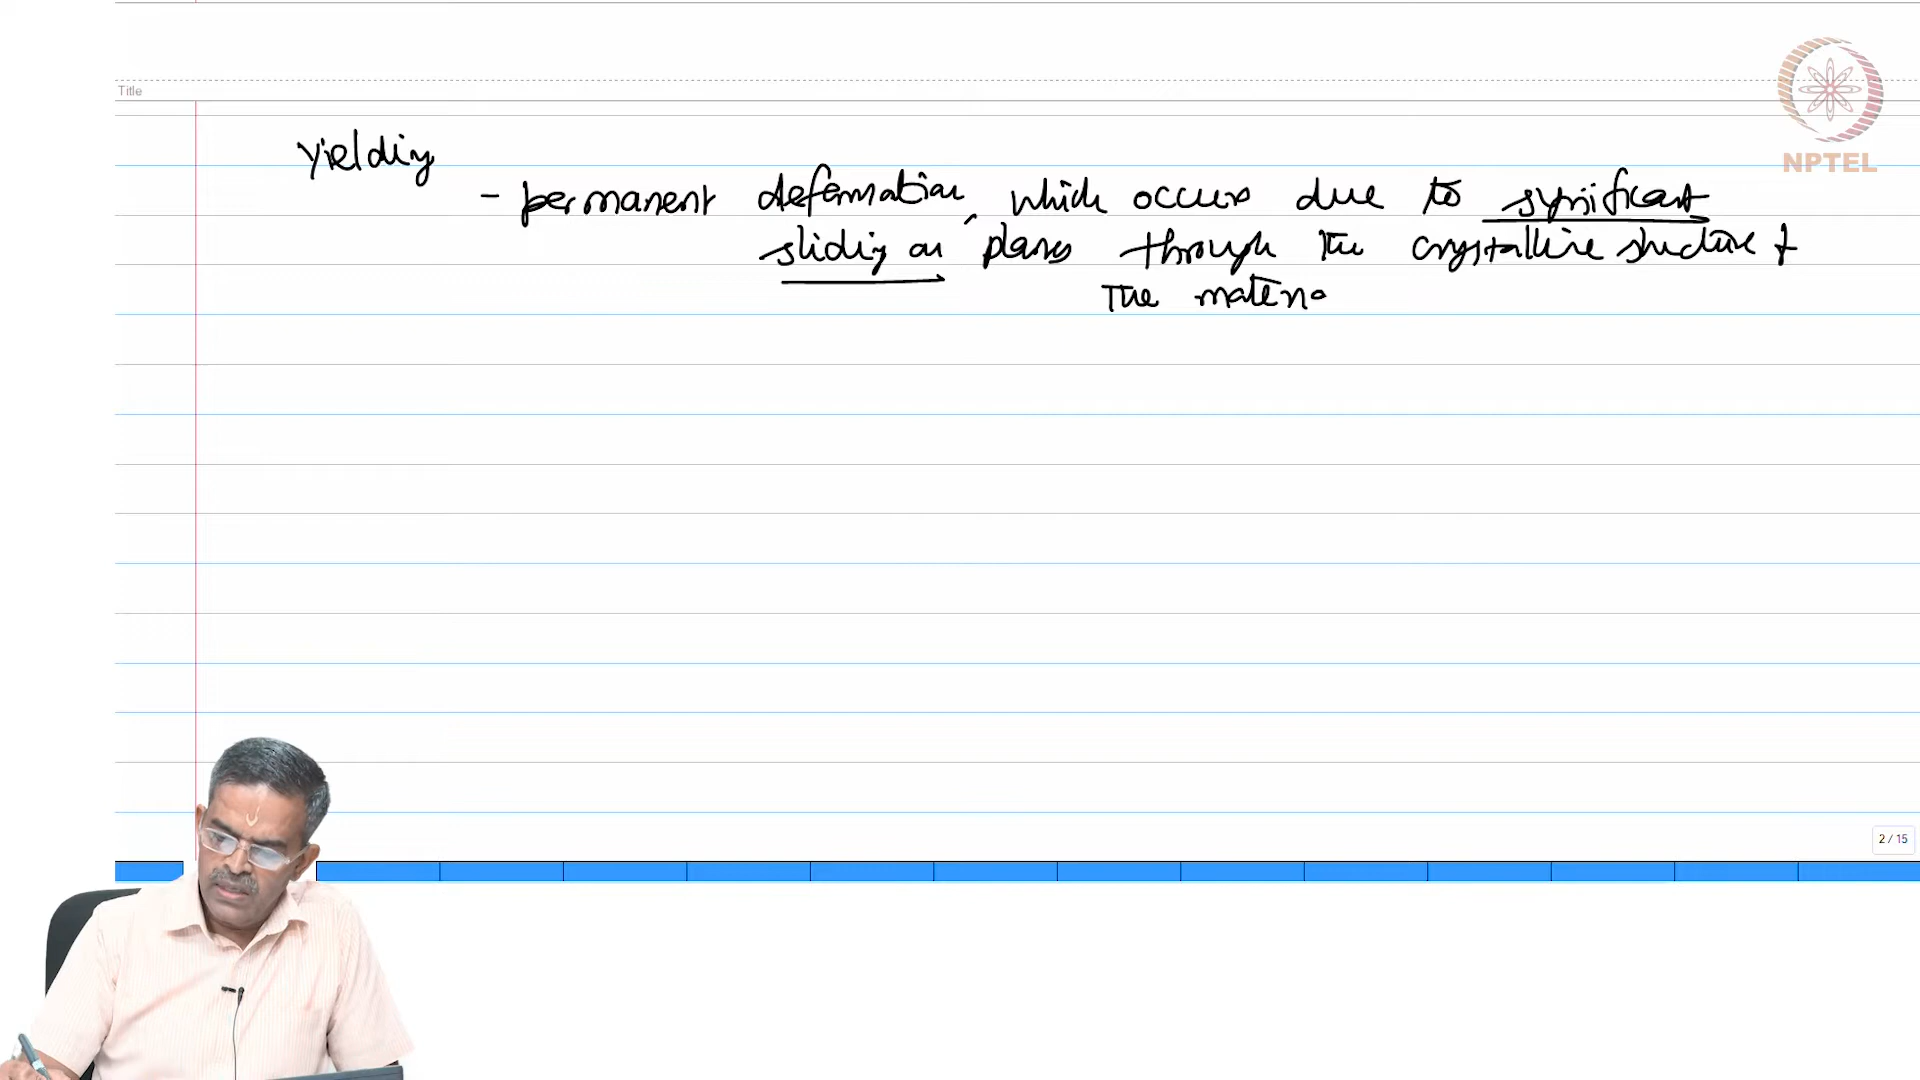 Title
NPTEL
Yielding
- permanent deformation, which occurs due to significant
sliding on planes through the crystalline structure of
the materia
2 / 15